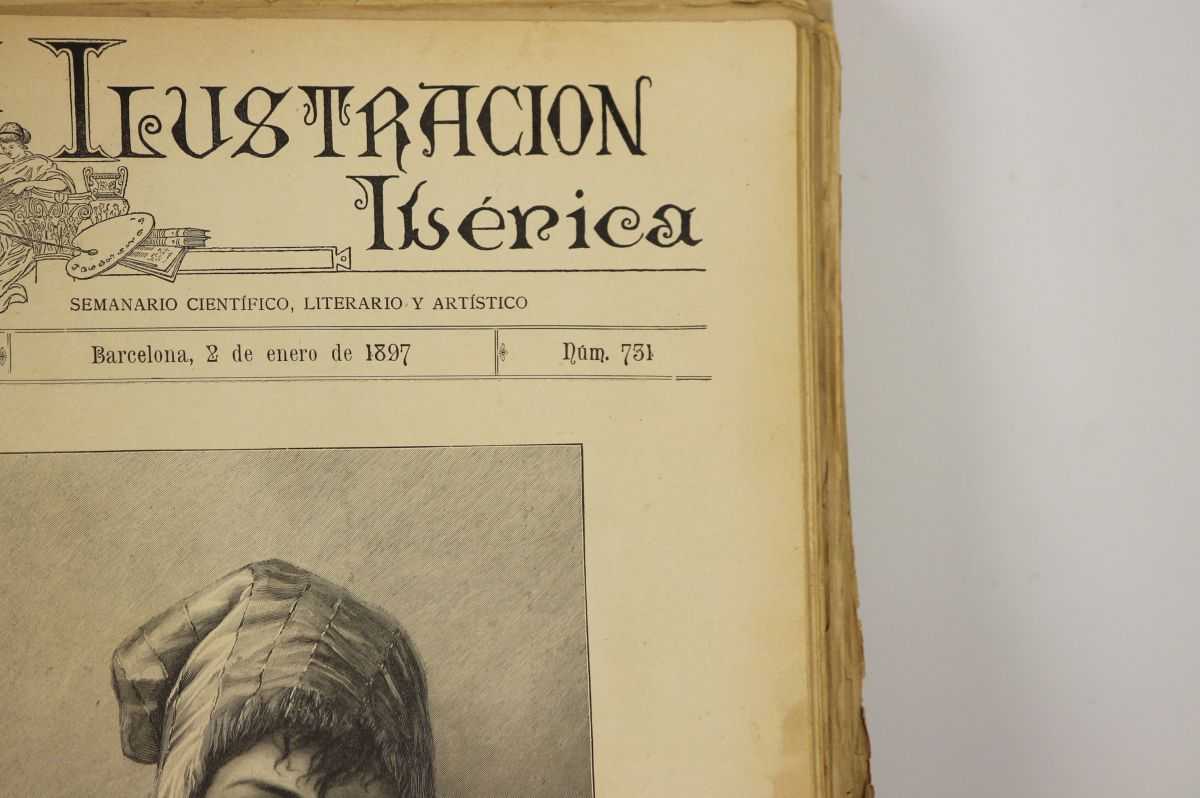 ILUSTRACION
Ibérica
SEMANARIO CIENTÍFICO, LITERARIO Y ARTÍSTICO
Barcelona, 2 de enero de 1897
Núm. 731